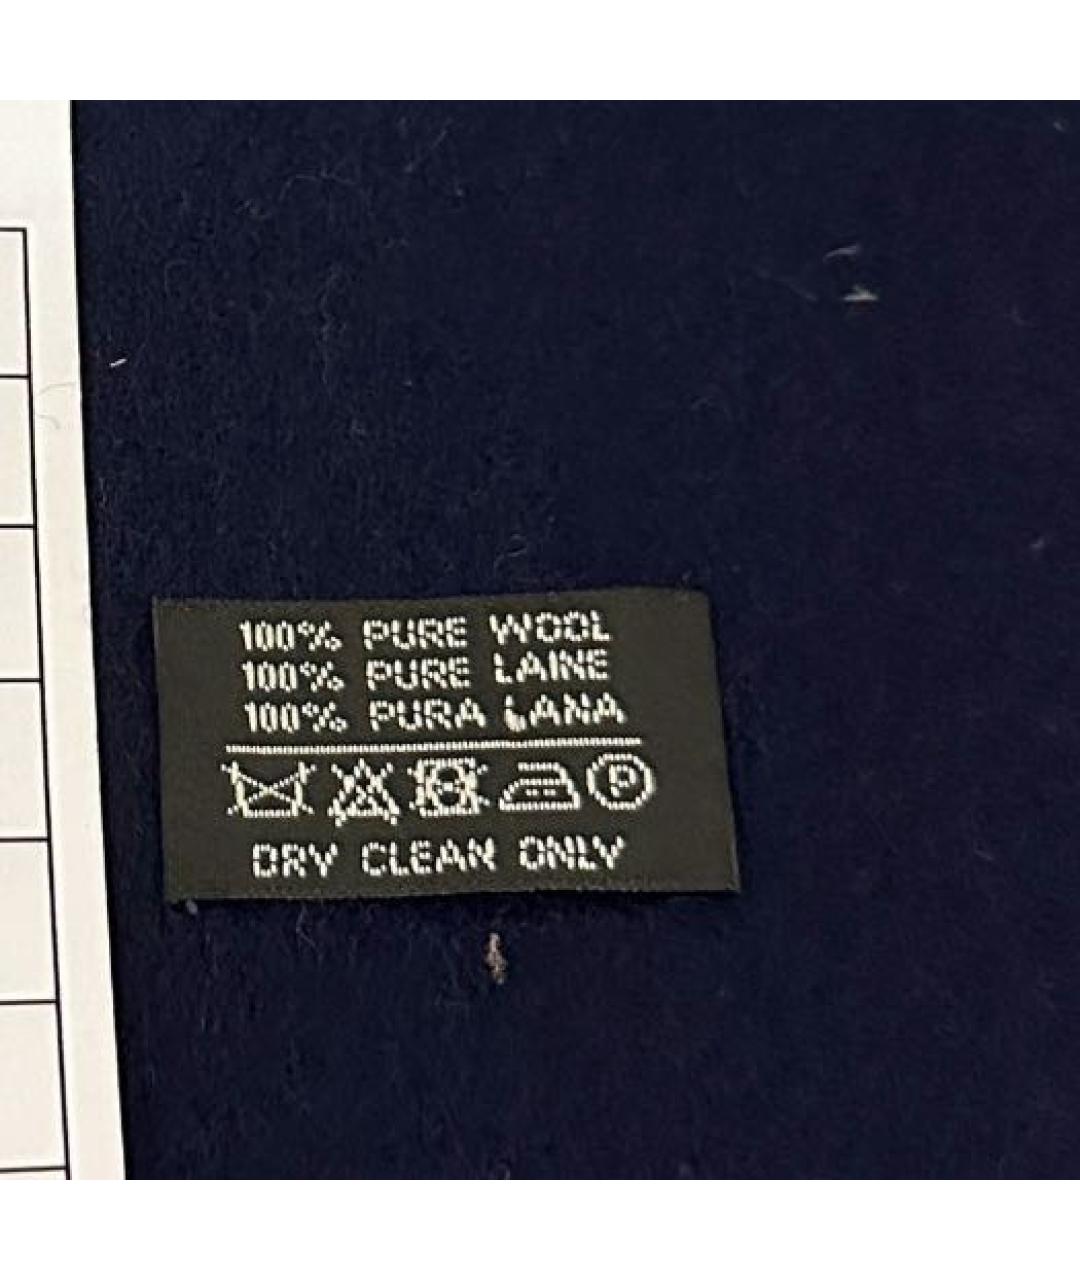 100% PURE WOOL
100% PURE LAINE
100% PURA LANA
P
DRY CLEAN ONLY